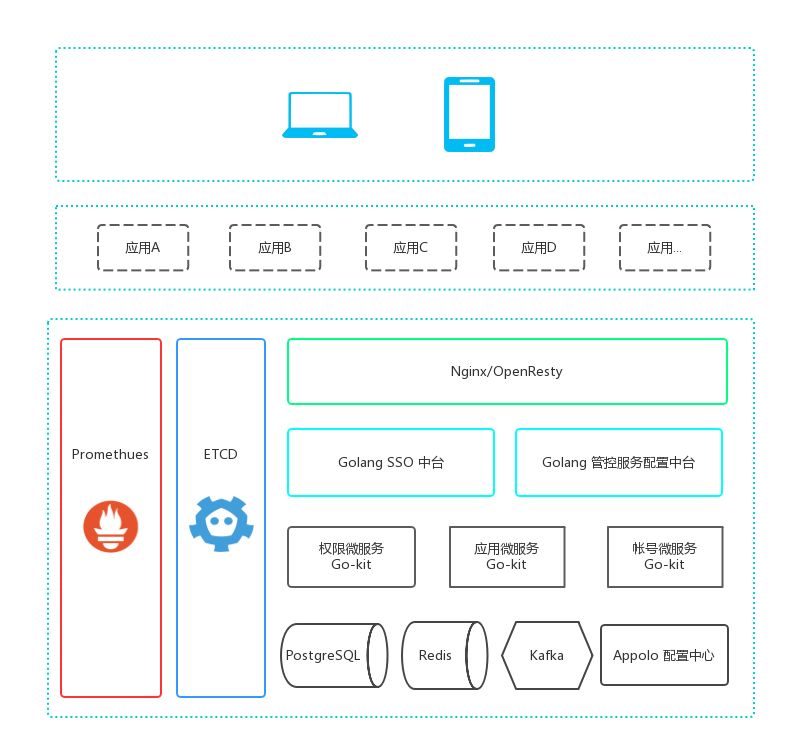 应用A
应用B
应用C
应用D
应用...
Promethues
ETCD
Nginx/OpenResty
Golang SSO 中台
Golang 管控服务配置中台
权限微服务
Go-kit
应用微服务
Go-kit
帐号微服务
Go-kit
PostgreSQL
Redis
Kafka
Appolo 配置中心